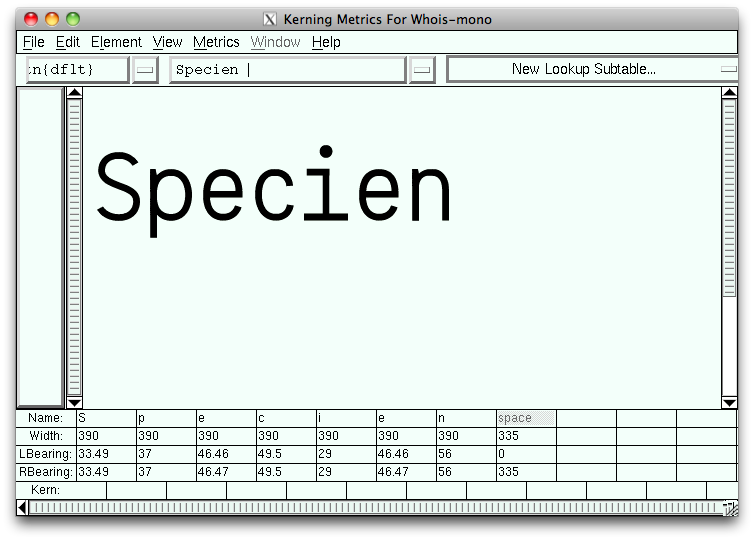 Kerning Metrics For Whois-mono
File Edit Element View Metrics Window Help
n{dflt} Specien New Lookup Subtable...
Specien
Name: S p e c i e n space
Width: 390 390 390 390 390 390 390 335
LBearing: 33.49 37 46.46 49.5 29 46.46 56 0
RBearing: 33.49 37 46.47 49.5 29 46.47 56 335
Kern: